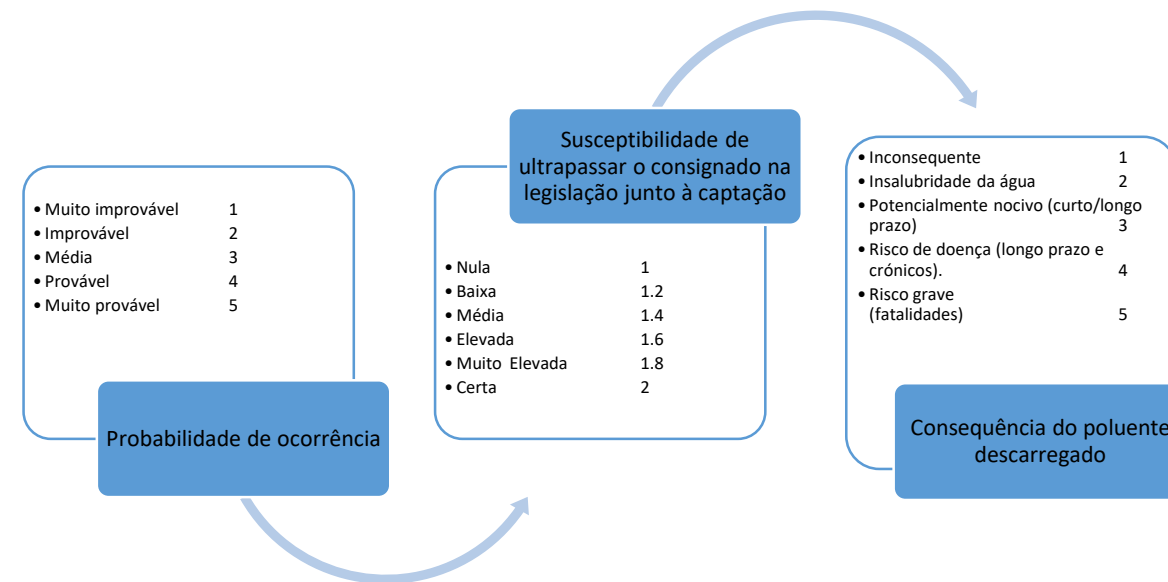 • Muito improvável 1
• Improvável 2
• Média 3
• Provável 4
• Muito provável 5
Probabilidade de ocorrência
Susceptibilidade de
ultrapassar o consignado na
legislação junto à captação
• Nula 1
• Baixa 1.2
• Média 1.4
• Elevada 1.6
• Muito Elevada 1.8
• Certa 2
• Inconsequente 1
• Insalubridade da água 2
• Potencialmente nocivo (curto/longo
prazo) 3
• Risco de doença (longo prazo e
crónicos). 4
• Risco grave
(fatalidades) 5
Consequência do poluente
descarregado